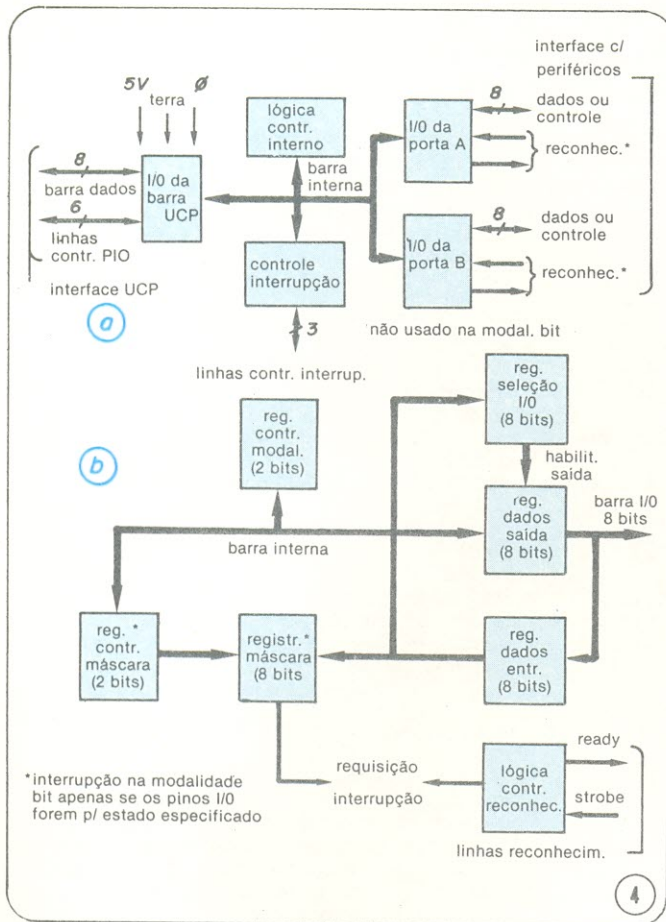 interface c/
periféricos
5V
terra
Ø
lógica
contr.
interno
8
I/0 da
porta A
dados ou
controle
reconhec.*
8
barra dados
6
linhas
contr. PIO
interface UCP
I/0 da
barra
UCP
barra
interna
controle
interrupção
8
I/0 da
porta B
dados ou
controle
reconhec.*
a
3
não usado na modal. bit
linhas contr. interrup.
reg.
seleção
I/0
(8 bits)
b
reg.
contr.
modal.
(2 bits)
habilit.
saída
barra interna
reg.
dados
saída
(8 bits)
barra I/0
8 bits
reg. *
contr.
máscara
(2 bits)
registr.*
máscara
(8 bits
reg.
dados
entr.
(8 bits)
requisição
interrupção
lógica
contr.
reconhec.
ready
strobe
linhas reconhecim.
*interrupção na modalidade
bit apenas se os pinos I/0
forem p/ estado especificado
4